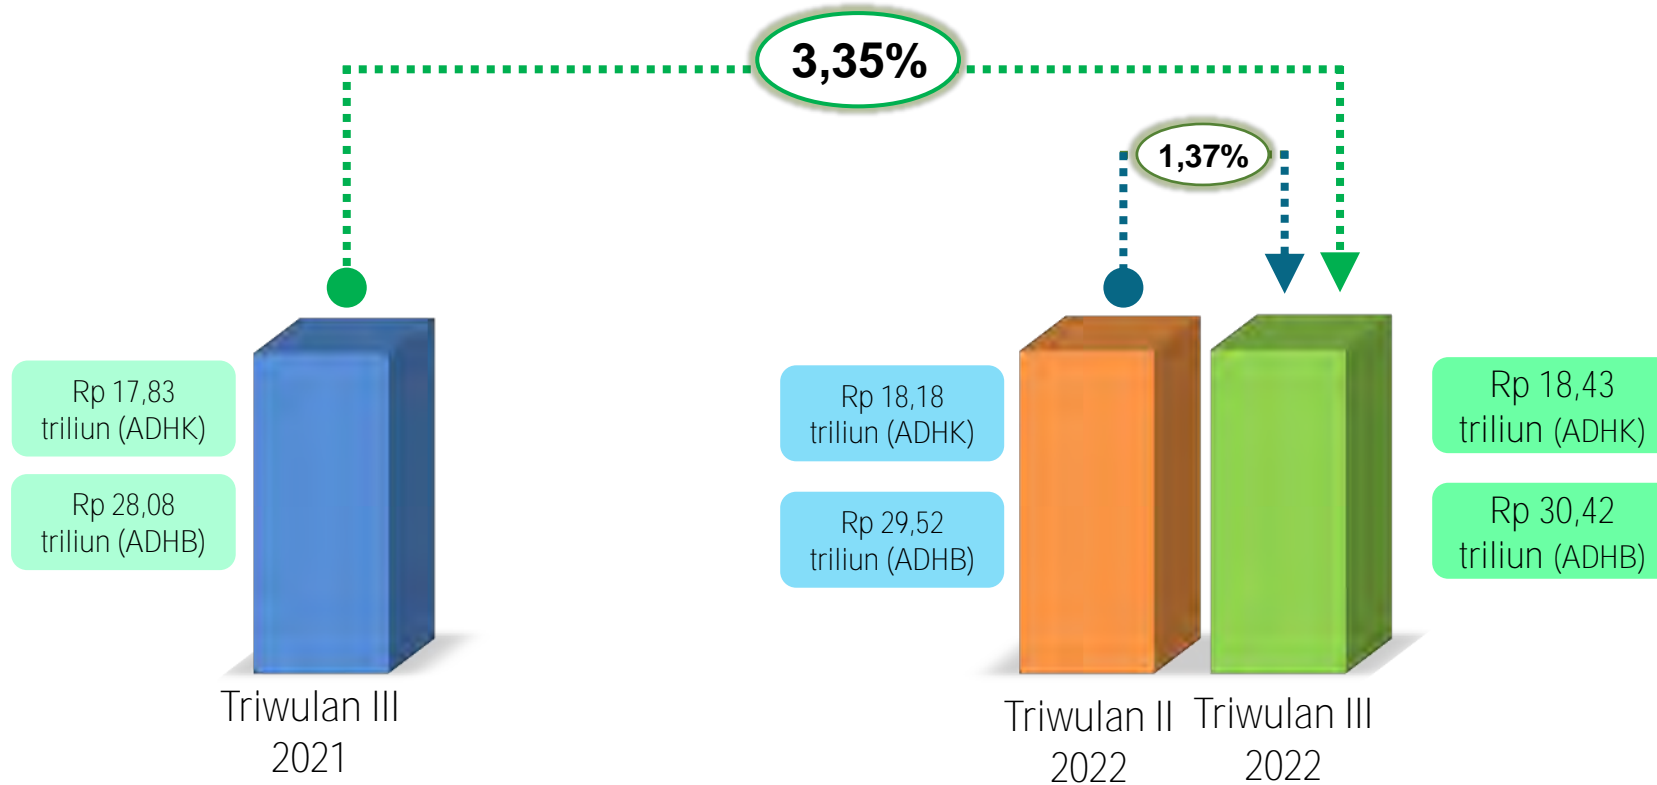 3,35%
1,37%
Rp 17,83
triliun (ADHK)
Rp 28,08
triliun (ADHB)
Rp 18,18
triliun (ADHK)
Rp 29,52
triliun (ADHB)
Rp 18,43
triliun (ADHK)
Rp 30,42
triliun (ADHB)
Triwulan III
2021
Triwulan II
2022
Triwulan III
2022